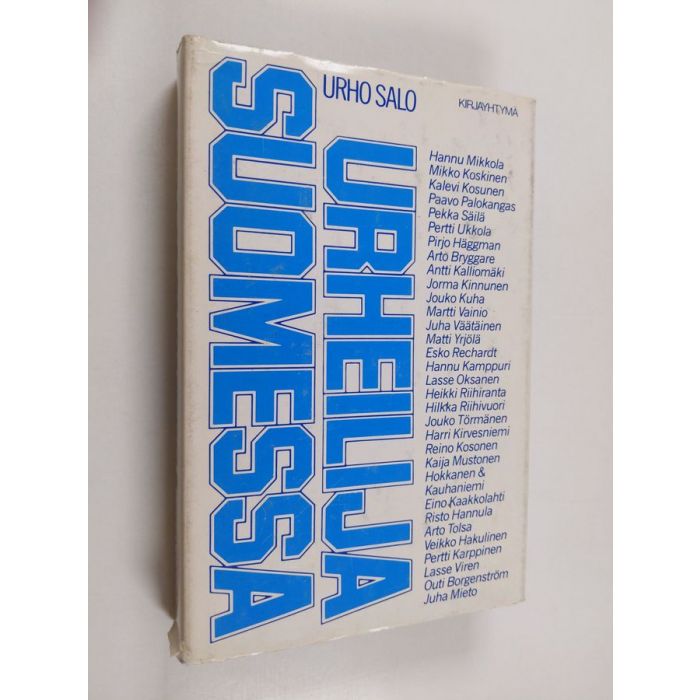 URHO SALO
KIRJAYHTYMÄ
URHEILIJA
SUOMESSA
Hannu Mikkola
Mikko Koskinen
Kalevi Kosunen
Paavo Palokangas
Pekka Säilä
Pertti Ukkola
Pirjo Häggman
Arto Bryggare
Antti Kalliomäki
Jorma Kinnunen
Jouko Kuha
Martti Vainio
Juha Väätäinen
Matti Yrjölä
Esko Rechardt
Hannu Kamppuri
Lasse Oksanen
Heikki Riihiranta
Hilkka Riihivuori
Jouko Törmänen
Harri Kirvesniemi
Reino Kosonen
Kaija Mustonen
Hokkanen &
Kauhaniemi
Eino Kaakkolahti
Risto Hannula
Arto Tolsa
Veikko Hakulinen
Pertti Karppinen
Lasse Viren
Outi Borgenström
Juha Mieto